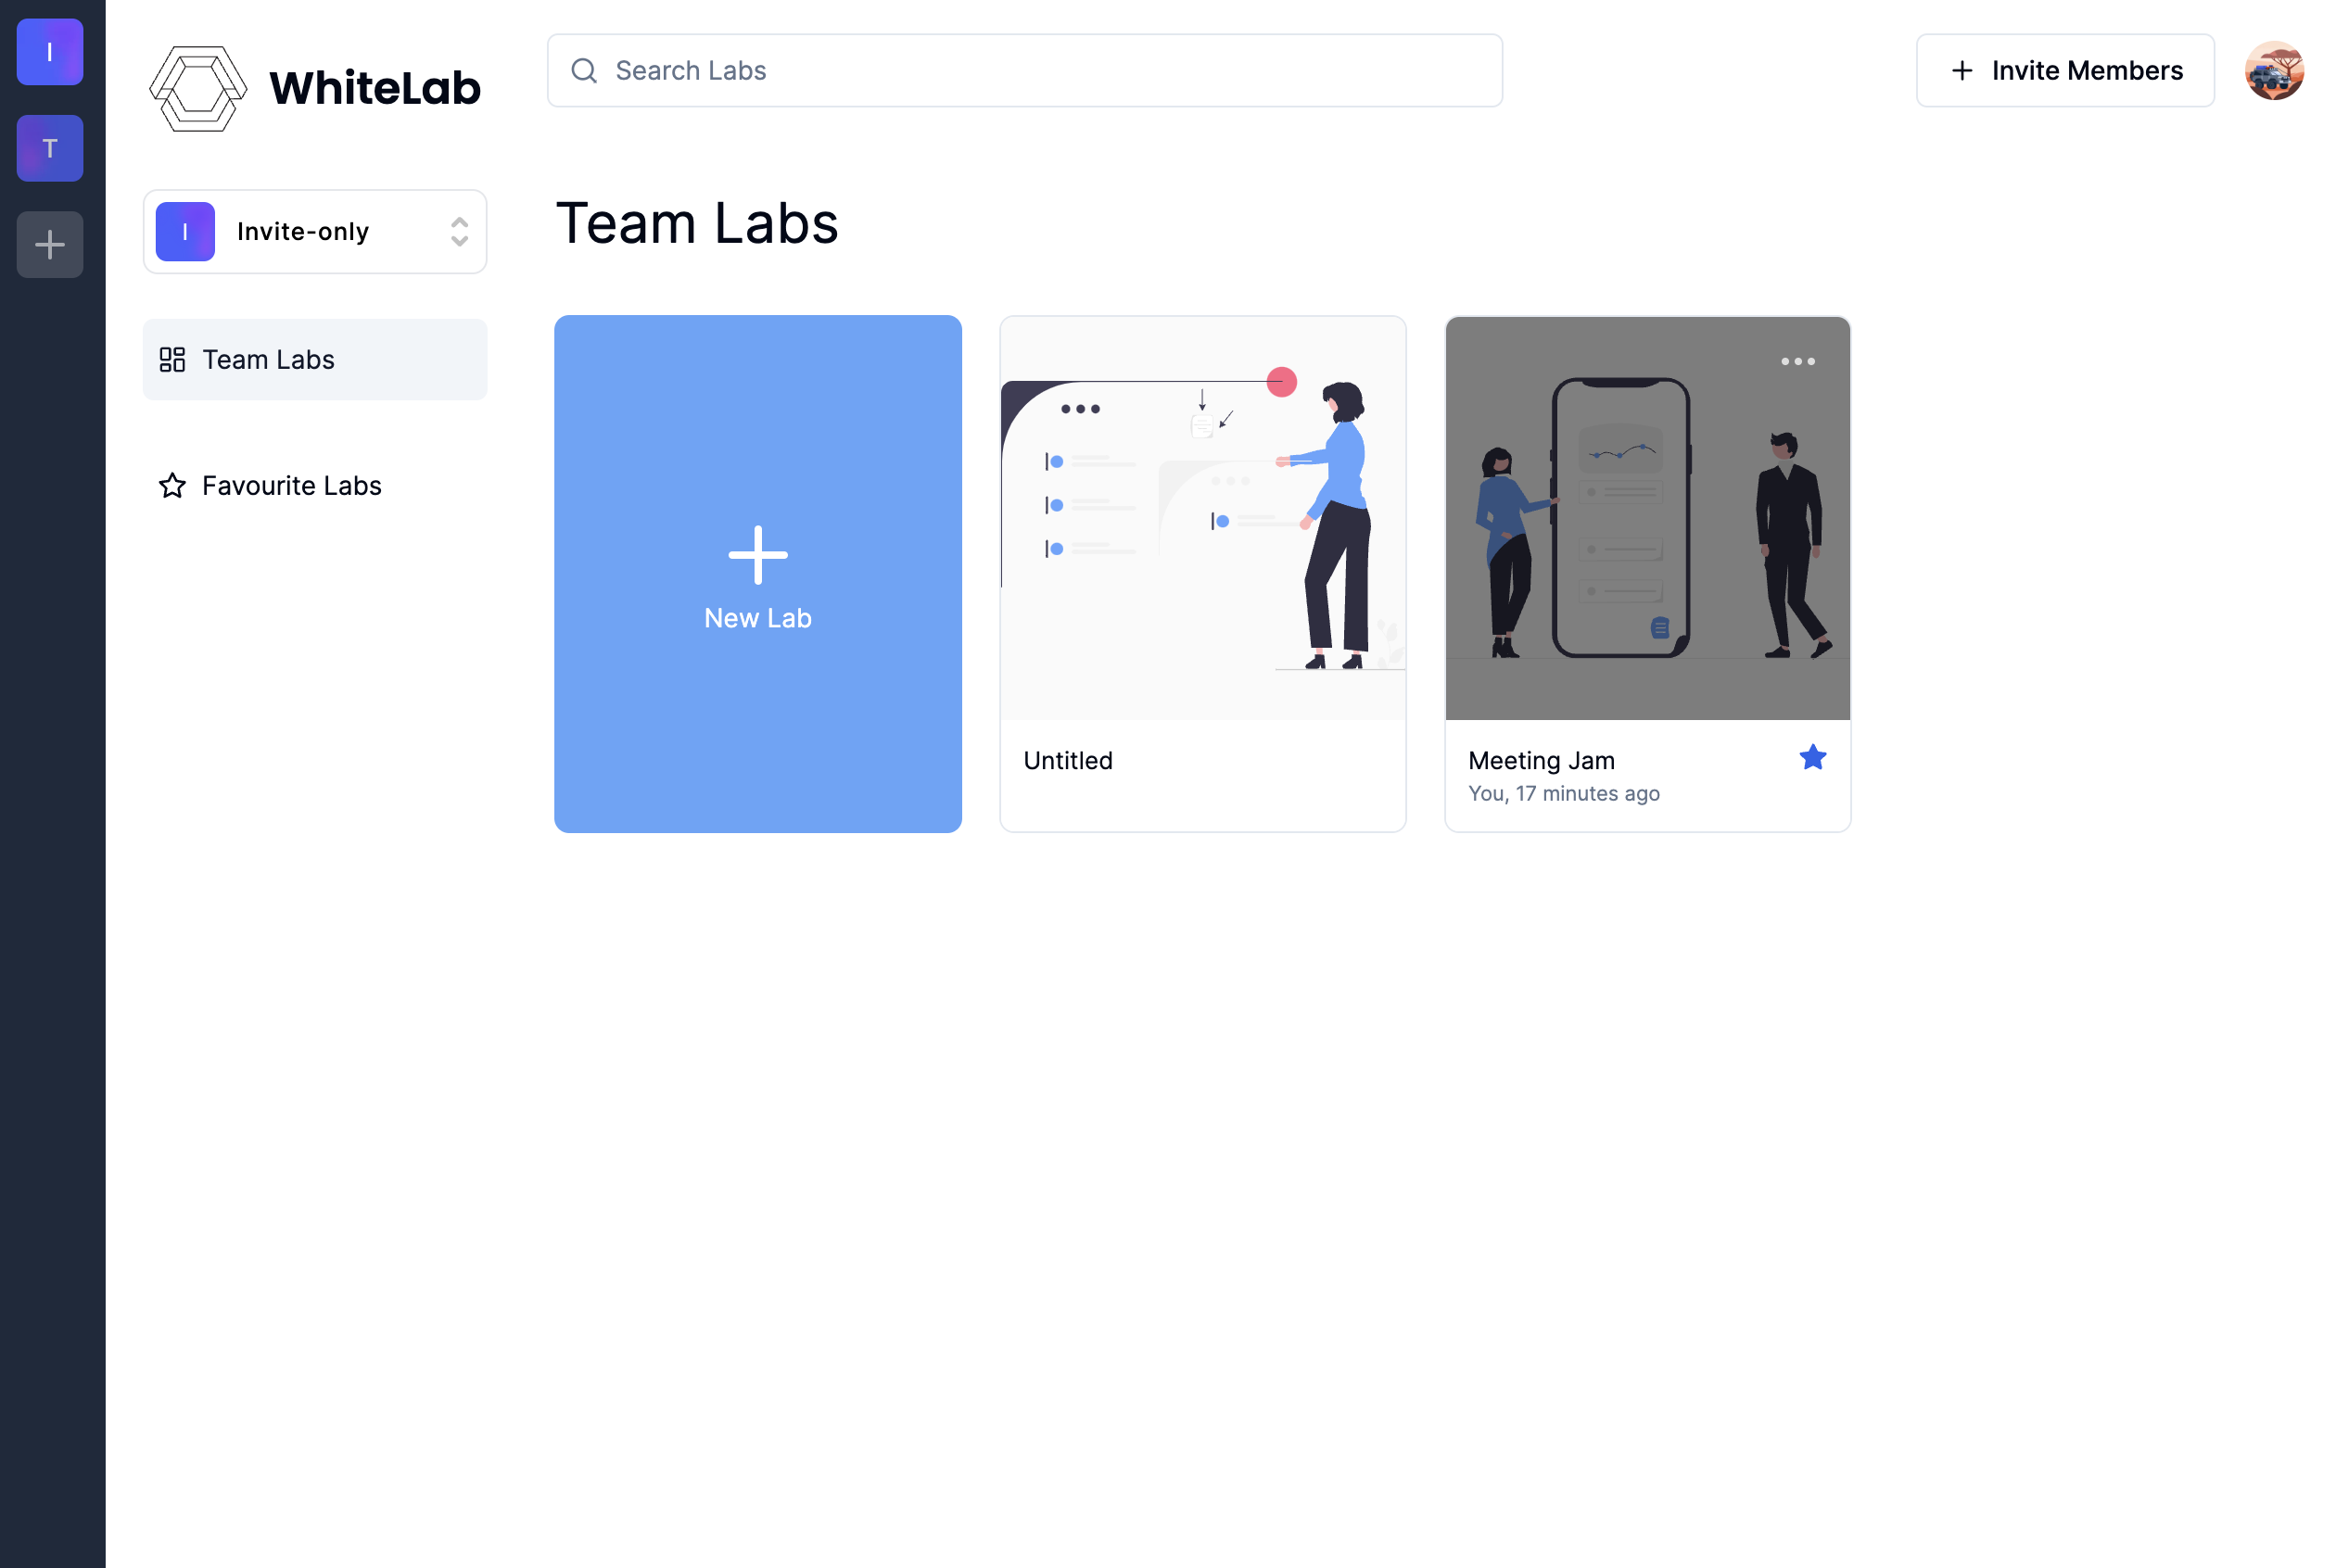 I
T
WhiteLab
Search Labs
Invite Members
I
Invite-only
Team Labs
Favourite Labs
Team Labs
New Lab
Untitled
Meeting Jam
You, 17 minutes ago